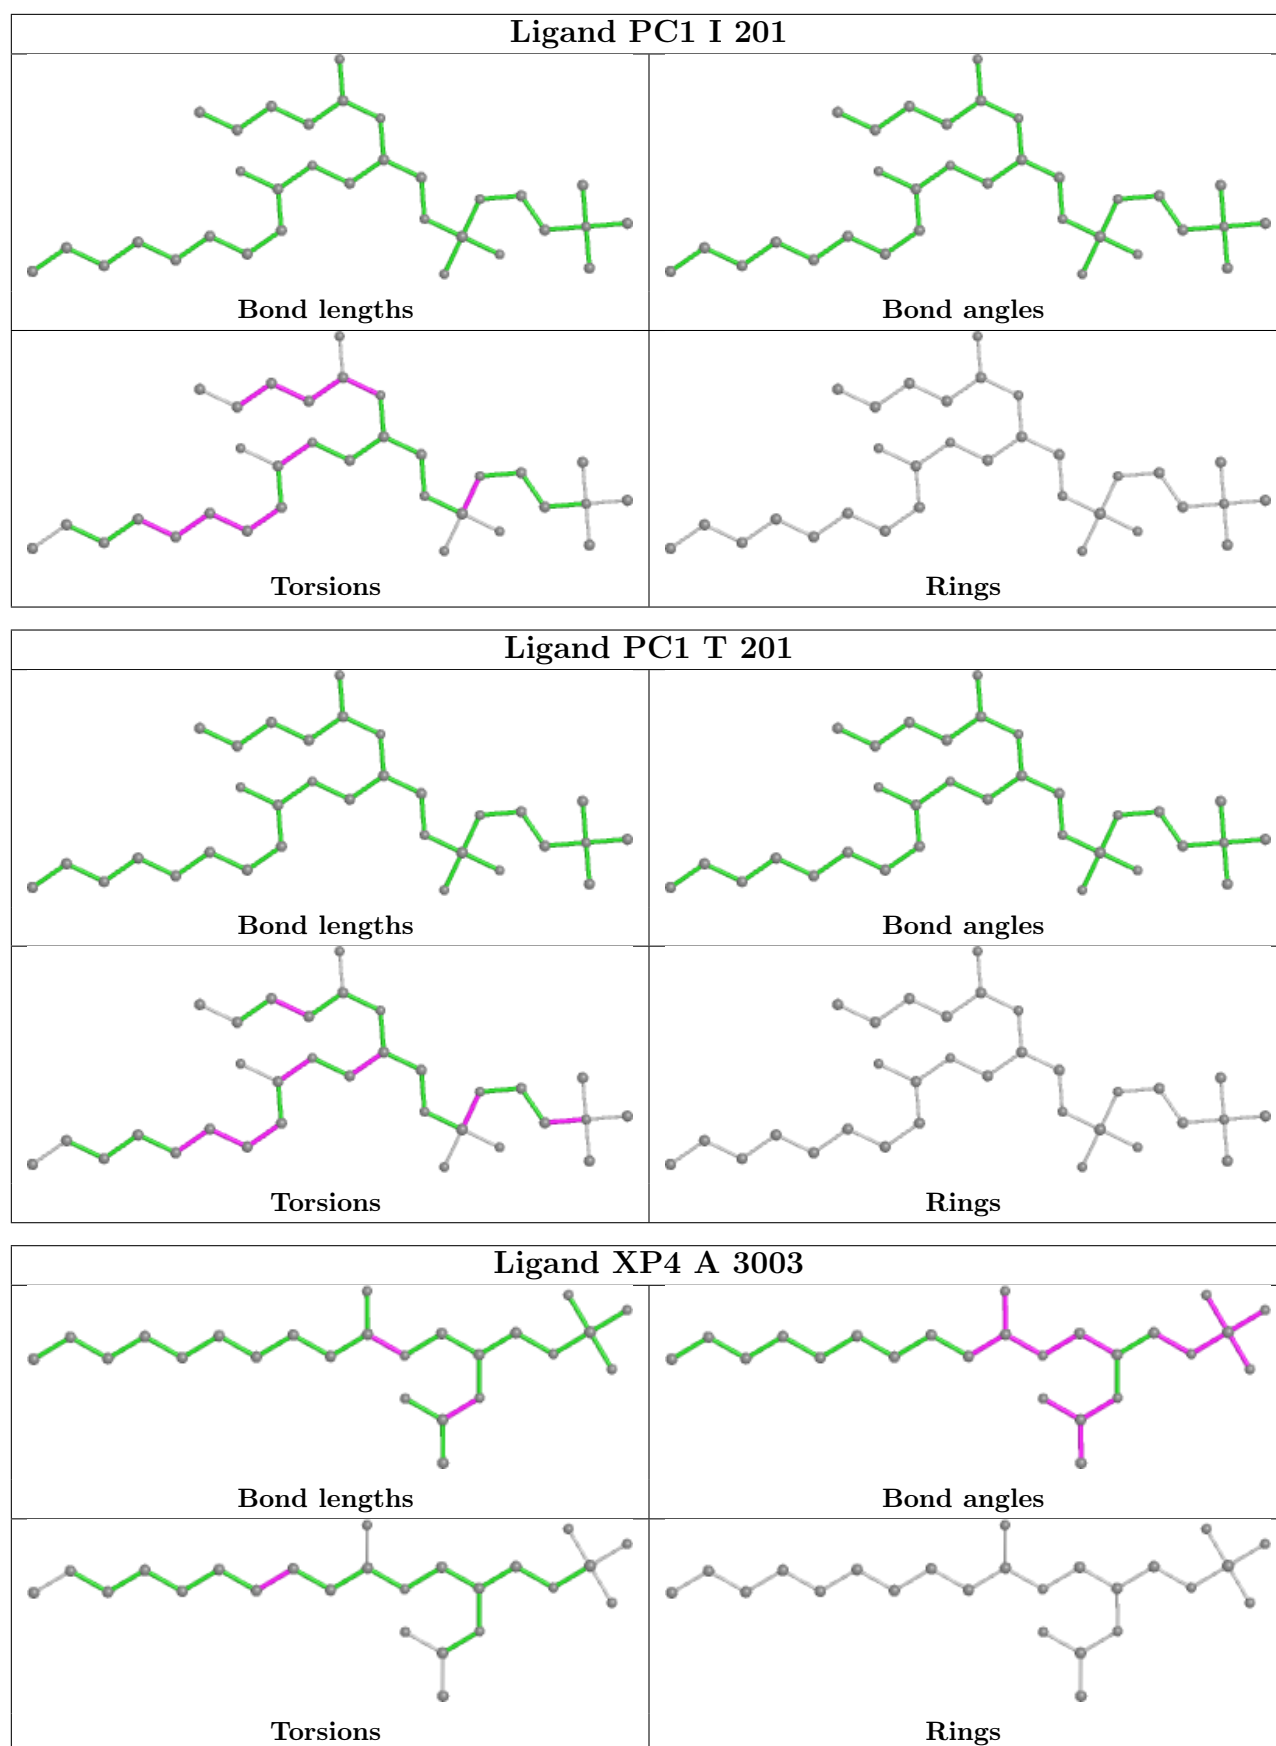 Ligand PC1 I 201
Bond lengths
Bond angles
Torsions
Rings
Ligand PC1 T 201
Bond lengths
Bond angles
Torsions
Rings
Ligand XP4 A 3003
Bond lengths
Bond angles
Torsions
Rings